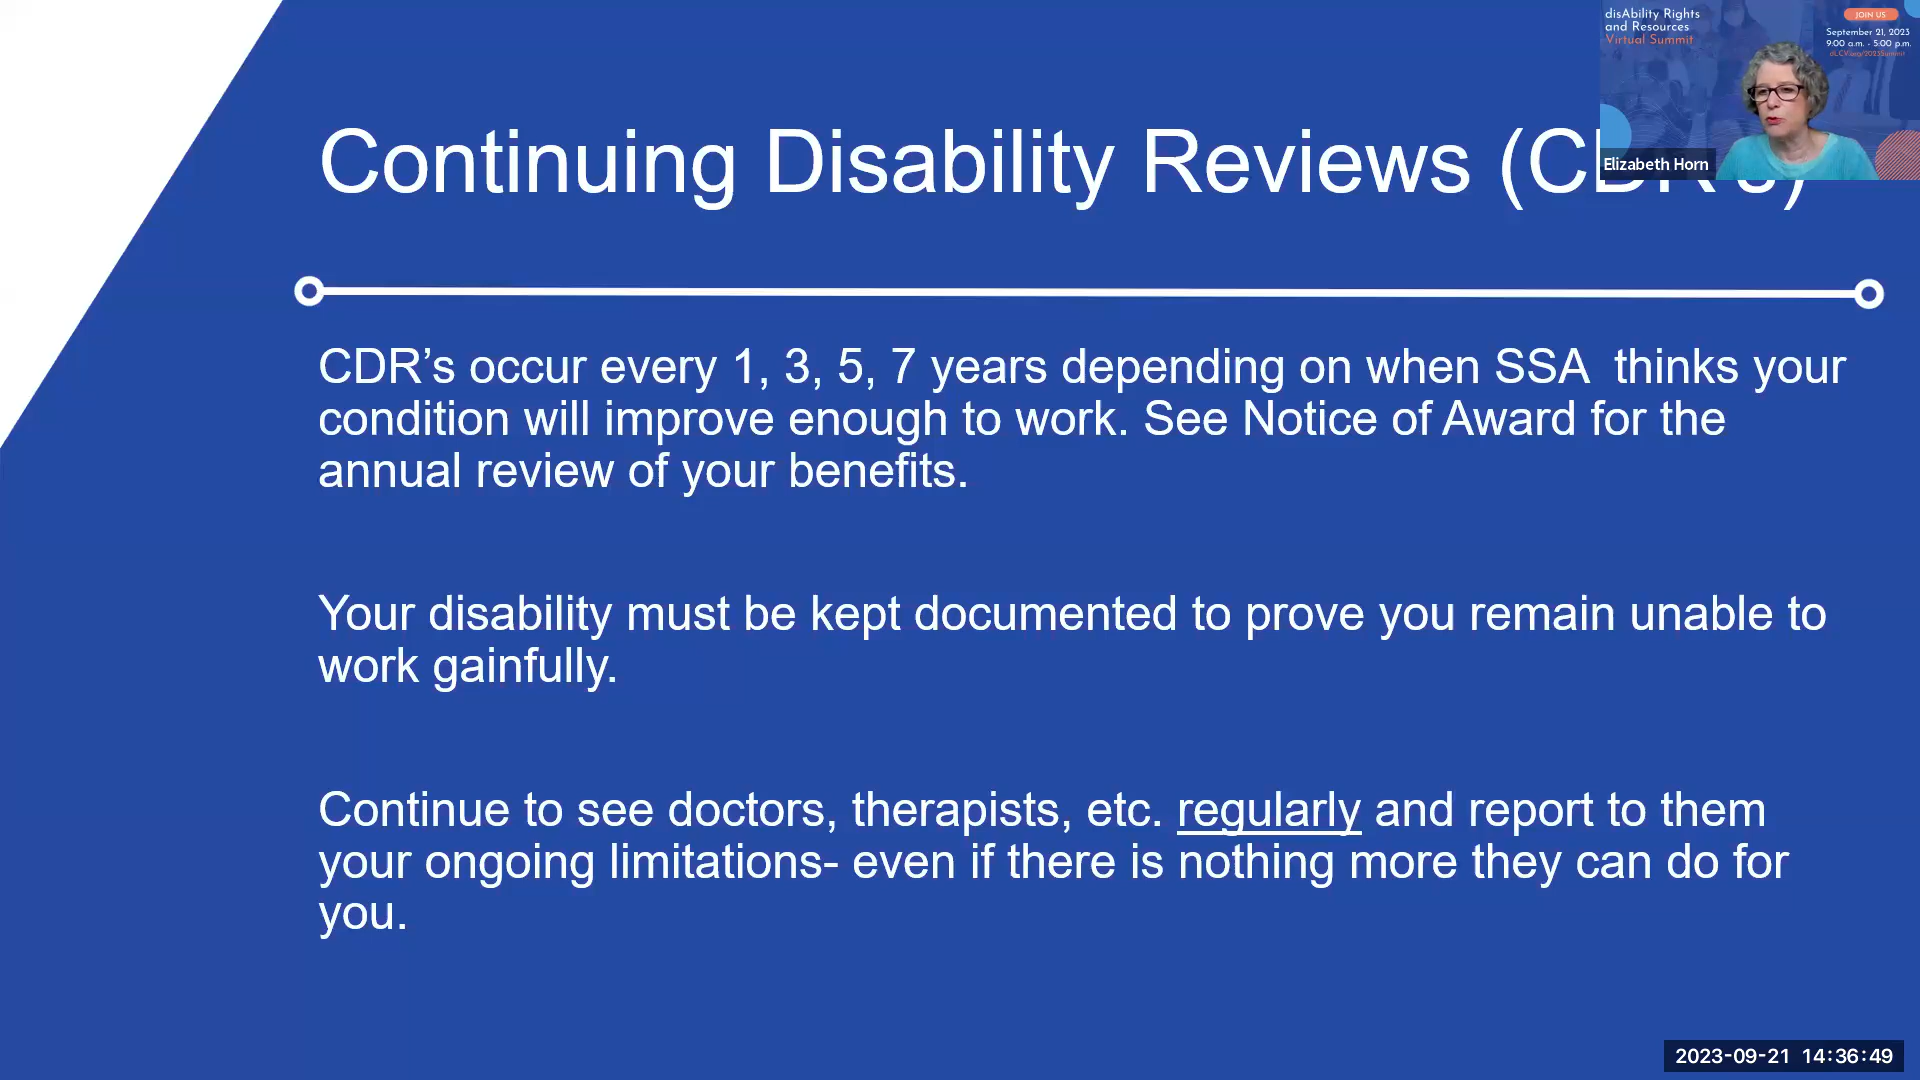 disAbility Rights
and Resources
Virtual Summit
JOIN US
September 21, 2023
9:00 a.m. - 5:00 p.m.
dLCV.org/2023Summit
Elizabeth Horn
Continuing Disability Reviews (CDR's)
CDR’s occur every 1, 3, 5, 7 years depending on when SSA thinks your
condition will improve enough to work. See Notice of Award for the
annual review of your benefits.
Your disability must be kept documented to prove you remain unable to
work gainfully.
Continue to see doctors, therapists, etc. regularly and report to them
your ongoing limitations- even if there is nothing more they can do for
you.
2023-09-21 14:36:49